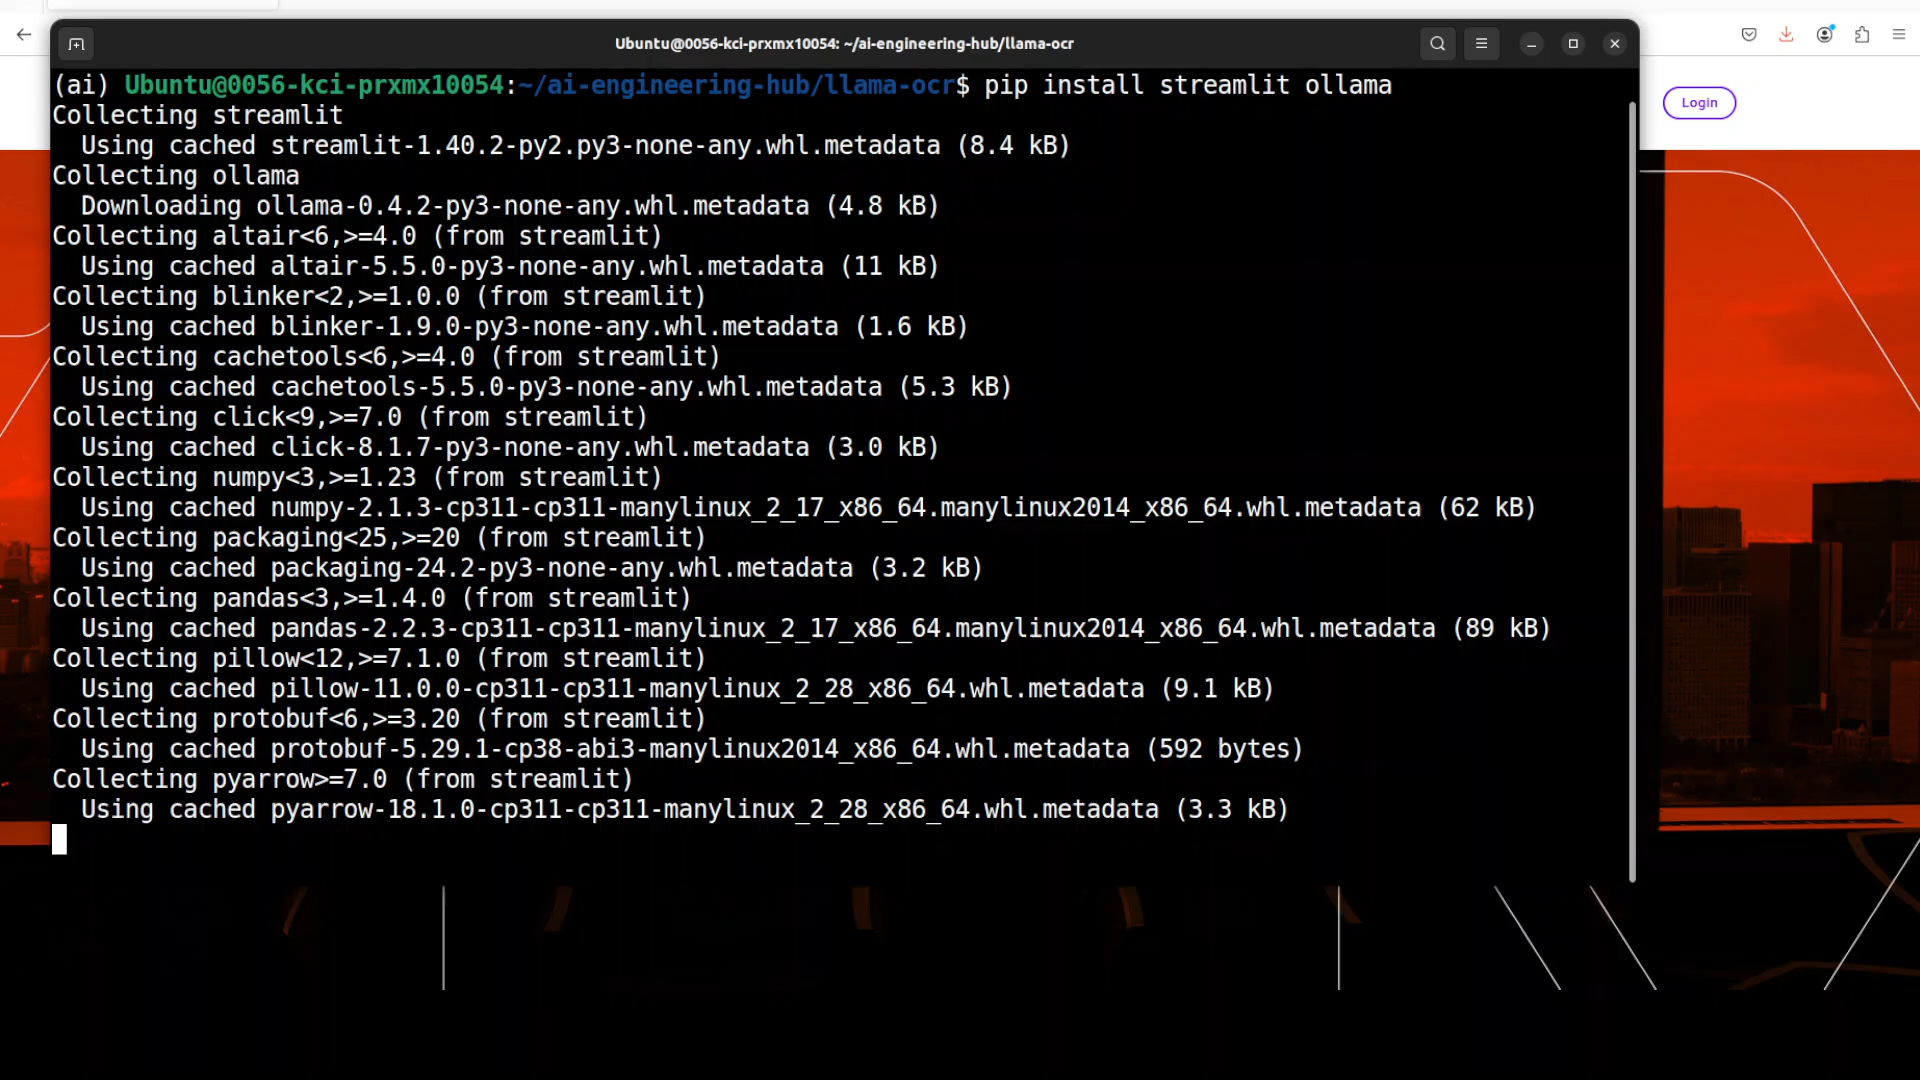 Ubuntu@0056-kci-prxmx10054: ~/ai-engineering-hub/llama-ocr
(ai) Ubuntu@0056-kci-prxmx10054:~/ai-engineering-hub/llama-ocr$ pip install streamlit ollama
Login
Collecting streamlit
  Using cached streamlit-1.40.2-py2.py3-none-any.whl.metadata (8.4 kB)
Collecting ollama
  Downloading ollama-0.4.2-py3-none-any.whl.metadata (4.8 kB)
Collecting altair<6,>=4.0 (from streamlit)
  Using cached altair-5.5.0-py3-none-any.whl.metadata (11 kB)
Collecting blinker<2,>=1.0.0 (from streamlit)
  Using cached blinker-1.9.0-py3-none-any.whl.metadata (1.6 kB)
Collecting cachetools<6,>=4.0 (from streamlit)
  Using cached cachetools-5.5.0-py3-none-any.whl.metadata (5.3 kB)
Collecting click<9,>=7.0 (from streamlit)
  Using cached click-8.1.7-py3-none-any.whl.metadata (3.0 kB)
Collecting numpy<3,>=1.23 (from streamlit)
  Using cached numpy-2.1.3-cp311-cp311-manylinux_2_17_x86_64.manylinux2014_x86_64.whl.metadata (62 kB)
Collecting packaging<25,>=20 (from streamlit)
  Using cached packaging-24.2-py3-none-any.whl.metadata (3.2 kB)
Collecting pandas<3,>=1.4.0 (from streamlit)
  Using cached pandas-2.2.3-cp311-cp311-manylinux_2_17_x86_64.manylinux2014_x86_64.whl.metadata (89 kB)
Collecting pillow<12,>=7.1.0 (from streamlit)
  Using cached pillow-11.0.0-cp311-cp311-manylinux_2_28_x86_64.whl.metadata (9.1 kB)
Collecting protobuf<6,>=3.20 (from streamlit)
  Using cached protobuf-5.29.1-cp38-abi3-manylinux2014_x86_64.whl.metadata (592 bytes)
Collecting pyarrow>=7.0 (from streamlit)
  Using cached pyarrow-18.1.0-cp311-cp311-manylinux_2_28_x86_64.whl.metadata (3.3 kB)